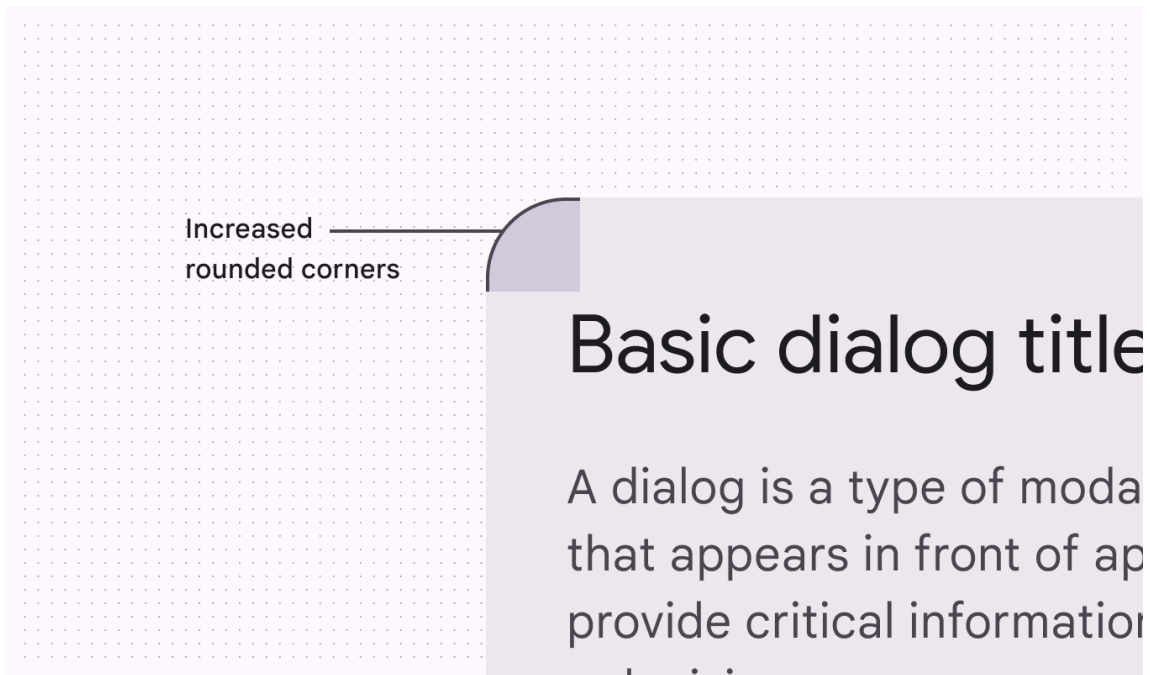 Increased
rounded corners
Basic dialog title
A dialog is a type of moda
that appears in front of ap
provide critical information